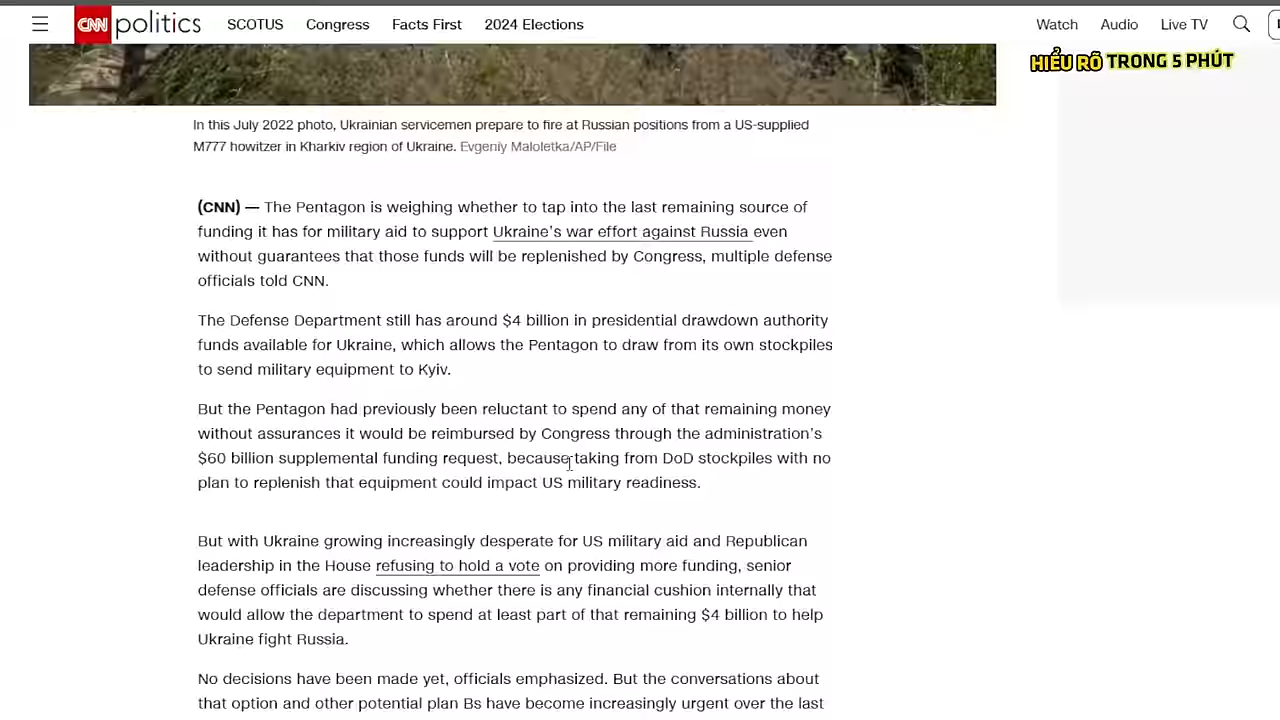 CNN politics SCOTUS Congress Facts First 2024 Elections Watch Audio Live TV
HIỂU RÕ TRONG 5 PHÚT
In this July 2022 photo, Ukrainian servicemen prepare to fire at Russian positions from a US-supplied
M777 howitzer in Kharkiv region of Ukraine. Evgeniy Maloletka/AP/File
(CNN) — The Pentagon is weighing whether to tap into the last remaining source of
funding it has for military aid to support Ukraine's war effort against Russia even
without guarantees that those funds will be replenished by Congress, multiple defense
officials told CNN.
The Defense Department still has around $4 billion in presidential drawdown authority
funds available for Ukraine, which allows the Pentagon to draw from its own stockpiles
to send military equipment to Kyiv.
But the Pentagon had previously been reluctant to spend any of that remaining money
without assurances it would be reimbursed by Congress through the administration's
$60 billion supplemental funding request, because taking from DoD stockpiles with no
plan to replenish that equipment could impact US military readiness.
But with Ukraine growing increasingly desperate for US military aid and Republican
leadership in the House refusing to hold a vote on providing more funding, senior
defense officials are discussing whether there is any financial cushion internally that
would allow the department to spend at least part of that remaining $4 billion to help
Ukraine fight Russia.
No decisions have been made yet, officials emphasized. But the conversations about
that option and other potential plan Bs have become increasingly urgent over the last